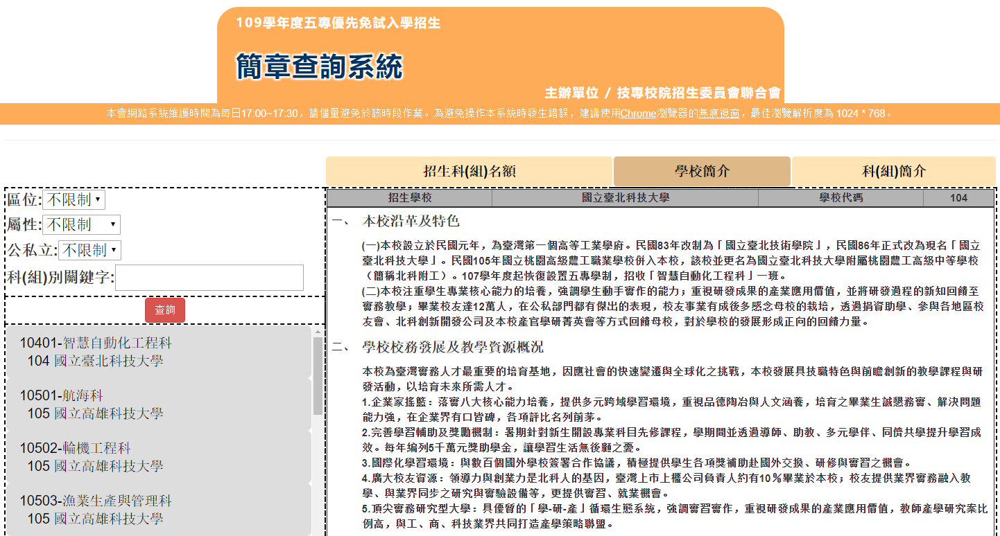 109學年度五專優先免試入學招生
簡章查詢系統
主辦單位 / 技專校院招生委員會聯合會
本會網路系統維護時間為每日17:00~17:30，請儘量避免於該時段作業。為避免操作本系統時發生錯誤，建議使用Chrome瀏覽器的無痕視窗，最佳瀏覽解析度為 1024 * 768。
招生科(組)名額 學校簡介 科(組)簡介
區位: 不限制
屬性: 不限制
公私立: 不限制
科(組)別關鍵字:
查詢
10401-智慧自動化工程科
104 國立臺北科技大學
10501-航海科
105 國立高雄科技大學
10502-輪機工程科
105 國立高雄科技大學
10503-漁業生產與管理科
105 國立高雄科技大學
招生學校 國立臺北科技大學 學校代碼 104
一、 本校沿革及特色
(一)本校設立於民國元年，為臺灣第一個高等工業學府。民國83年改制為「國立臺北技術學院」，民國86年正式改為現名「國立
臺北科技大學」。民國105年國立桃園高級農工職業學校併入本校，該校並更名為國立臺北科技大學附屬桃園農工高級中等學校
（簡稱北科附工）。107學年度起恢復設置五專學制，招收「智慧自動化工程科」一班。
(二)本校注重學生專業核心能力的培養，強調學生動手實作的能力；重視研發成果的產業應用價值，並將研發過程的新知回饋至
實務教學；畢業校友達12萬人，在公私部門都有傑出的表現，校友事業有成後多感念母校的栽培，透過捐資助學、參與各地區校
友會、北科創新開發公司及本校產官學研菁英會等方式回饋母校，對於學校的發展形成正向的回饋力量。
二、 學校校務發展及教學資源概況
本校為臺灣實務人才最重要的培育基地，因應社會的快速變遷與全球化之挑戰，本校發展具技職特色與前瞻創新的教學課程與研
發活動，以培育未來所需人才。
1.企業家搖籃：落實八大核心能力培養，提供多元跨域學習環境，重視品德陶冶與人文涵養，培育之畢業生誠懇務實、解決問題
能力強，在企業界有口皆碑，各項評比名列前茅。
2.完善學習輔助及獎勵機制：暑期針對新生開設專業科目先修課程，學期間並透過導師、助教、多元學伴、同儕共學提升學習成
效。每年編列5千萬元獎助學金，讓學習生活無後顧之憂。
3.國際化學習環境：與數百個國外學校簽署合作協議，積極提供學生各項獎補助赴國外交換、研修與實習之機會。
4.廣大校友資源：領導力與創業力是北科人的基因，臺灣上市上櫃公司負責人約有10％畢業於本校；校友提供業界實務融入教
學、與業界同步之研究與實驗設備等，更提供實習、就業機會。
5.頂尖實務研究型大學：具優質的「學-研-產」循環生態系統，強調實習實作，重視研發成果的產業應用價值，教師產學研究案比
例高，與工、商、科技業界共同打造產學策略聯盟。